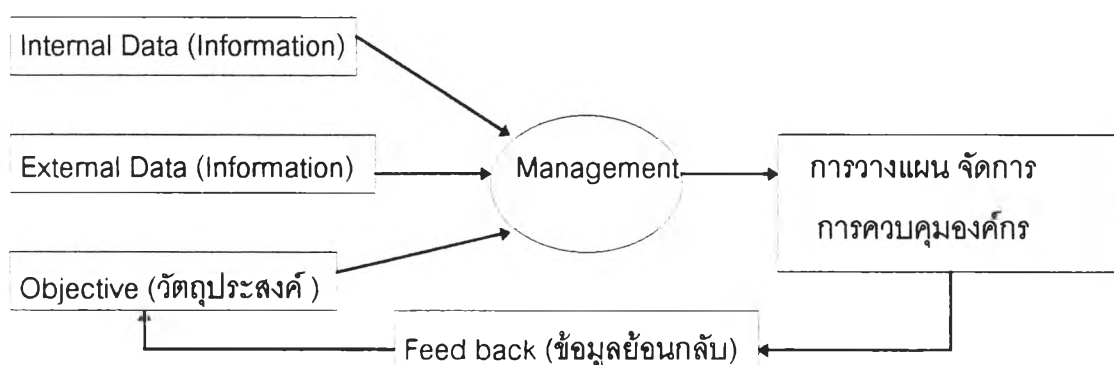 Internal Data (Information)
External Data (Information)
Management
การวางแผน จัดการ
การควบคุมองค์กร
Objective (วัตถุประสงค์ )
Feed back (ข้อมูลย้อนกลับ)